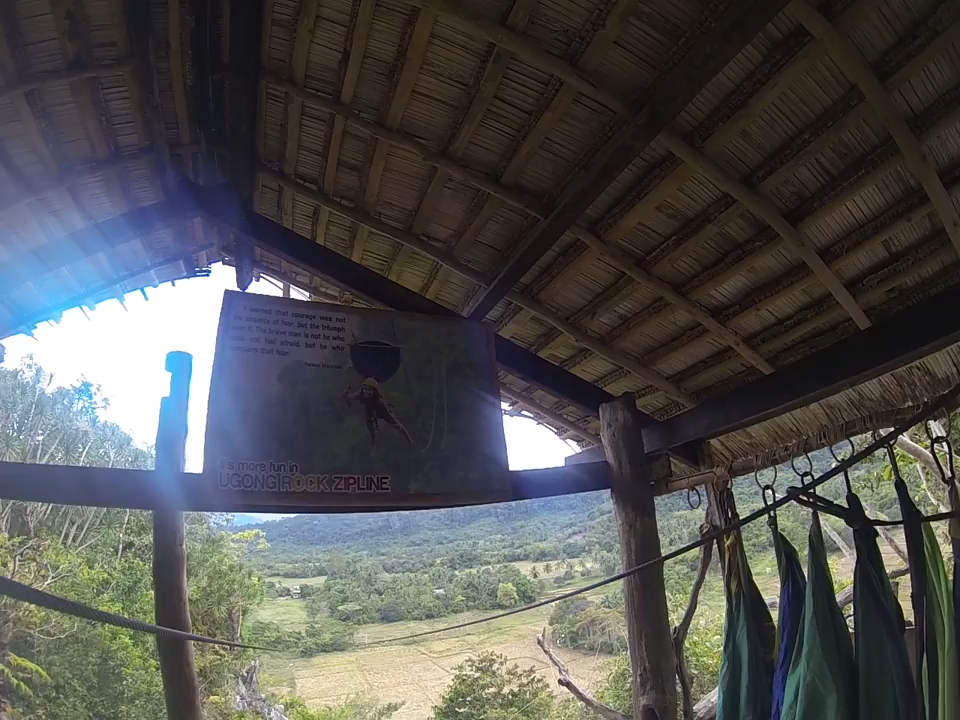 I learned that courage was not
the absence of fear, but the triumph
over it. The brave man is not he who
does not feel afraid, but he who
conquers that fear.
It's more fun in
UGONG ROCK ZIPLINE